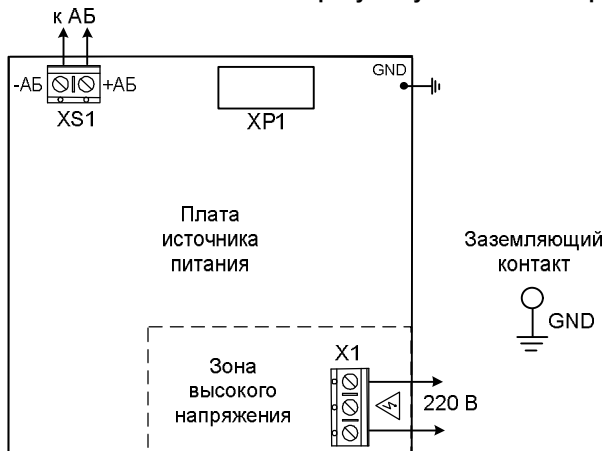 к АБ
-АБ
+АБ
XS1
XP1
GND
Плата
источника
питания
Заземляющий
контакт
GND
Зона
высокого
напряжения
X1
220 В